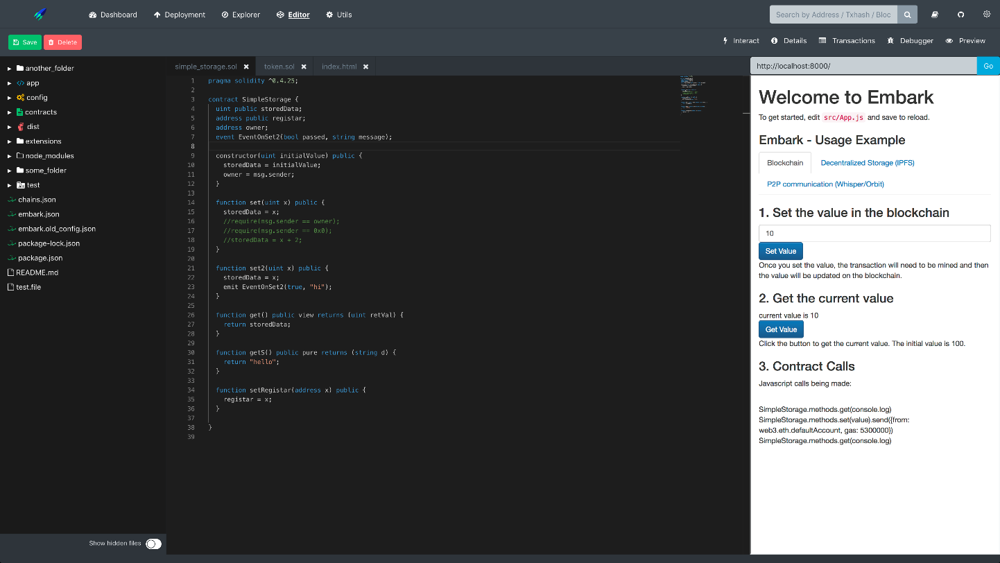 Dashboard
Deployment
Explorer
Editor
Utils
Search by Address / Txhash / Bloc
Save
Delete
Interact
Details
Transactions
Debugger
Preview
another_folder
app
config
contracts
dist
extensions
node_modules
some_folder
test
chains.json
embark.json
embark.old_config.json
package-lock.json
package.json
README.md
test.file
Show hidden files
simple_storage.sol
token.sol
index.html
1 pragma solidity ^0.4.25;
2
3 contract SimpleStorage {
4 uint public storedData;
5 address public registar;
6 address owner;
7 event EventOnSet2(bool passed, string message);
8
9 constructor(uint initialValue) public {
10 storedData = initialValue;
11 owner = msg.sender;
12 }
13
14 function set(uint x) public {
15 storedData = x;
16 //require(msg.sender == owner);
17 //require(msg.sender == 0x0);
18 //storedData = x + 2;
19 }
20
21 function set2(uint x) public {
22 storedData = x;
23 emit EventOnSet2(true, "hi");
24 }
25
26 function get() public view returns (uint retVal) {
27 return storedData;
28 }
29
30 function getS() public pure returns (string d) {
31 return "hello";
32 }
33
34 function setRegistar(address x) public {
35 registar = x;
36 }
37
38 }
39
http://localhost:8000/
Go
Welcome to Embark
To get started, edit src/App.js and save to reload.
Embark - Usage Example
Blockchain
Decentralized Storage (IPFS)
P2P communication (Whisper/Orbit)
1. Set the value in the blockchain
10
Set Value
Once you set the value, the transaction will need to be mined and then
the value will be updated on the blockchain.
2. Get the current value
current value is 10
Get Value
Click the button to get the current value. The initial value is 100.
3. Contract Calls
Javascript calls being made:
SimpleStorage.methods.get(console.log)
SimpleStorage.methods.set(value).send({from:
web3.eth.defaultAccount, gas: 5300000})
SimpleStorage.methods.get(console.log)